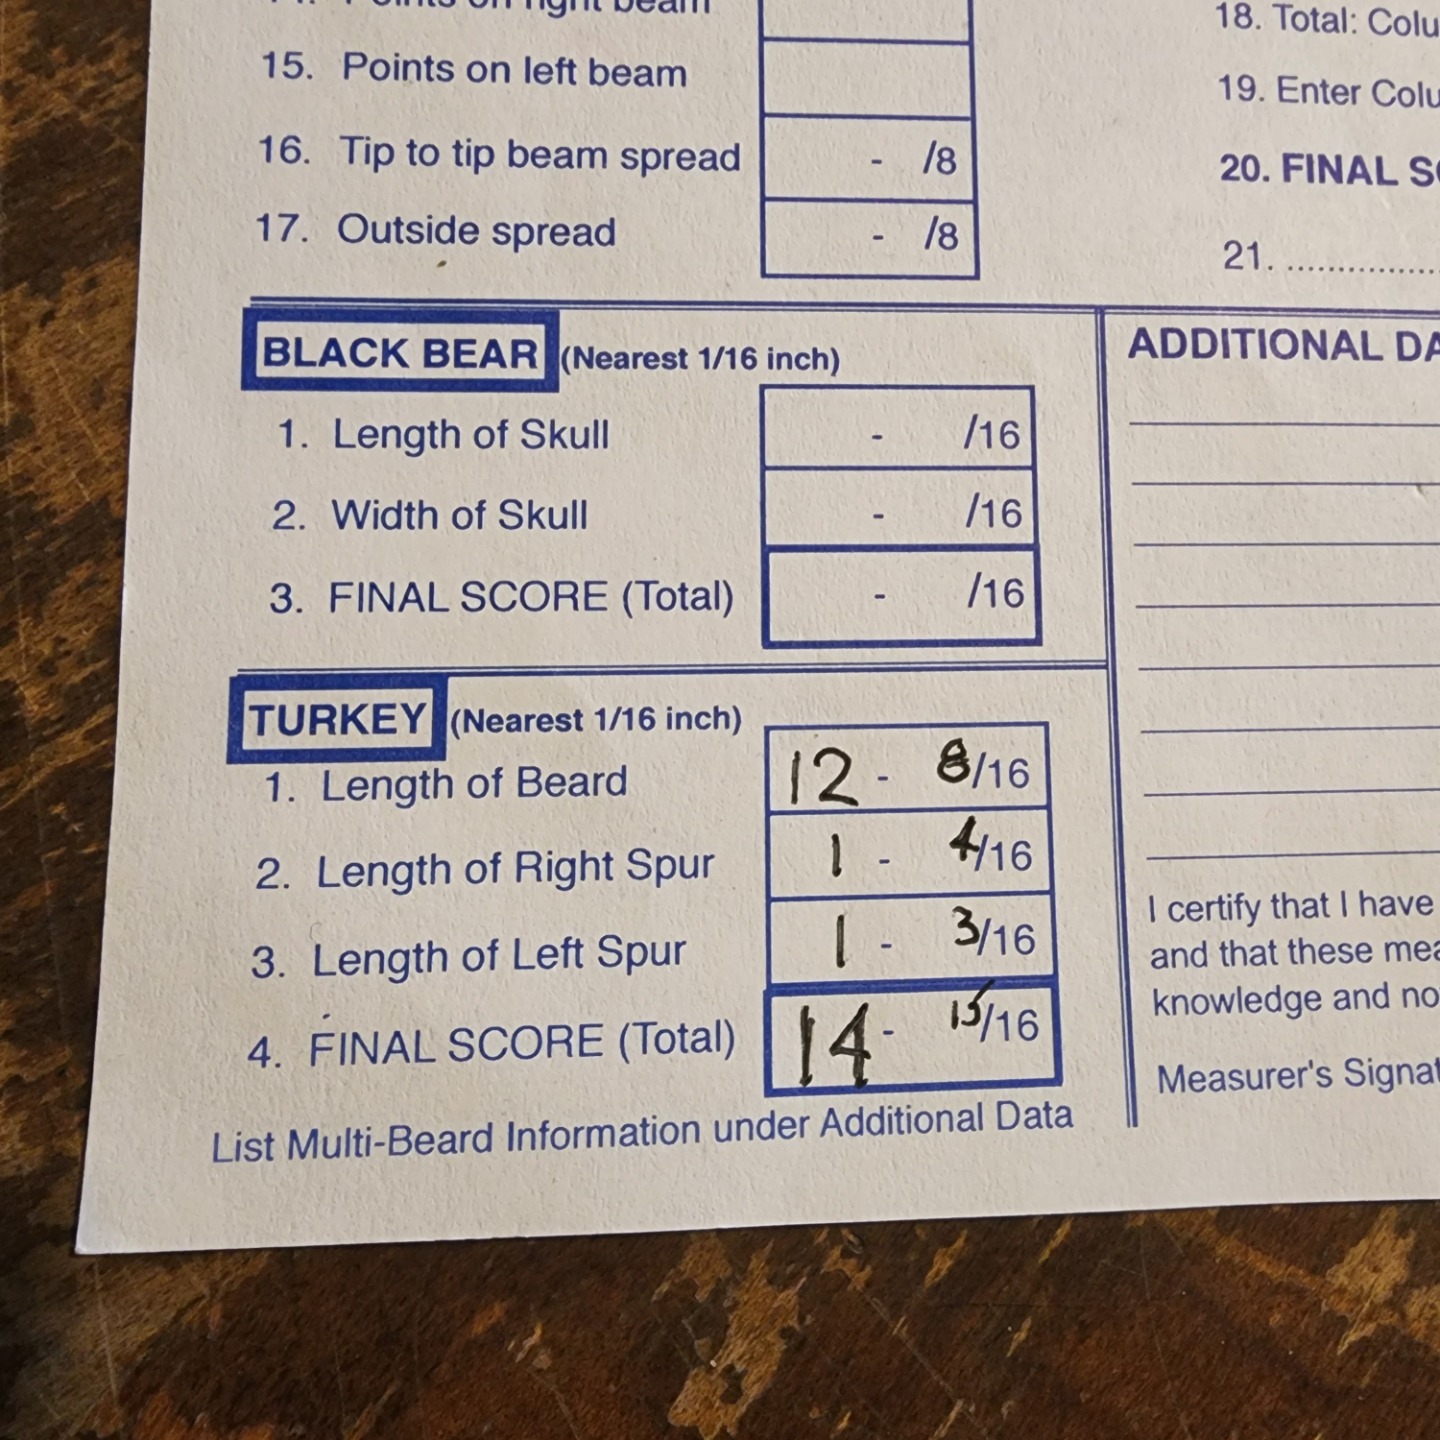 15. Points on left beam
16. Tip to tip beam spread - /8
17. Outside spread - /8
18. Total: Colu
19. Enter Colu
20. FINAL SC
21. ................
BLACK BEAR (Nearest 1/16 inch)
1. Length of Skull - /16
2. Width of Skull - /16
3. FINAL SCORE (Total) - /16
TURKEY (Nearest 1/16 inch)
1. Length of Beard 12 - 8/16
2. Length of Right Spur 1 - 4/16
3. Length of Left Spur 1 - 3/16
4. FINAL SCORE (Total) 14 - 15/16
List Multi-Beard Information under Additional Data
ADDITIONAL DA
I certify that I have
and that these mea
knowledge and no
Measurer's Signat